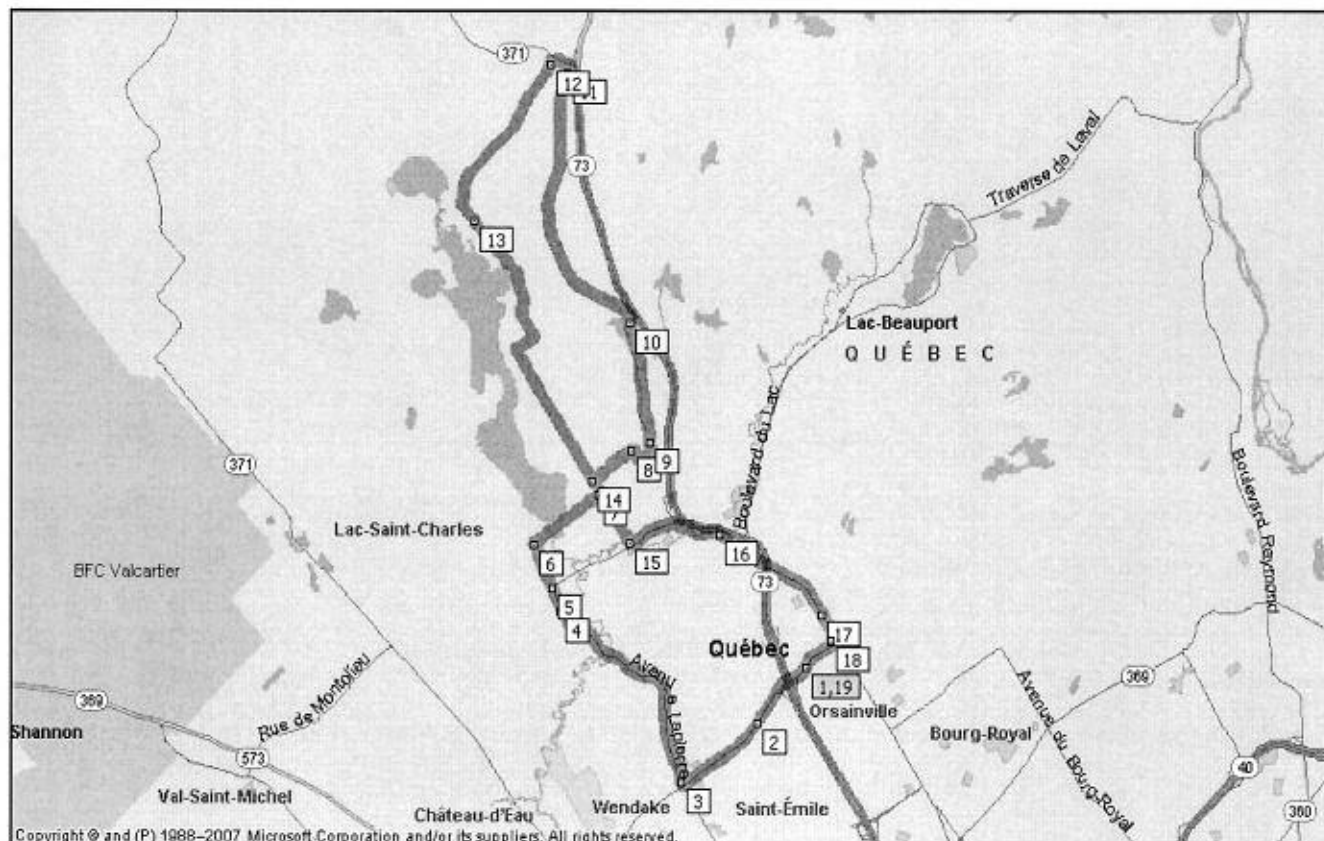 371
12
11
73
Traverse de Laval
13
10
Lac-Beauport
QUÉBEC
Boulevard du Lac
371
9
8
14
7
Lac-Saint-Charles
Boulevard Raymond
BFC Valcartier
6
15
16
73
5
4
17
Québec
18
1,19
Avenue Lapierre
Orsainville
369
Rue de Montolieu
369
Shannon
2
Bourg-Royal
Avenue du Bourg-Royal
573
40
Val-Saint-Michel
3
Château-d'Eau
Wendake
Saint-Émile
360
Copyright © and (P) 1988–2007 Microsoft Corporation and/or its suppliers. All rights reserved.